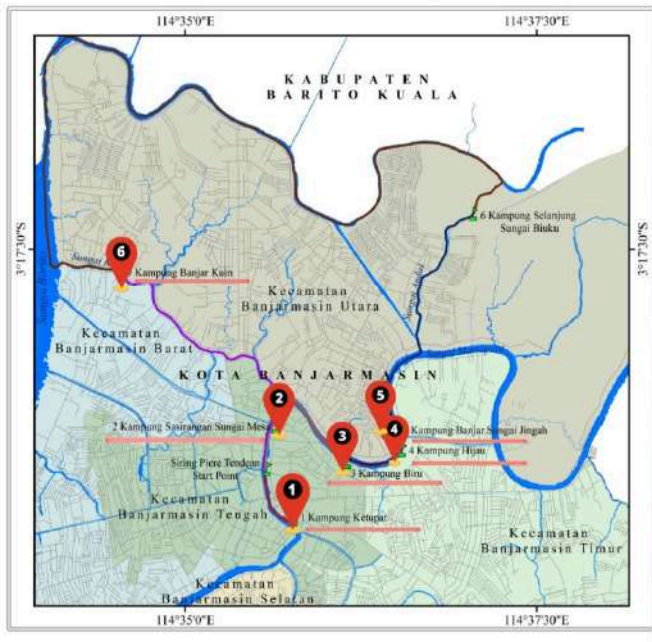 114°35'0"E
114°37'30"E
KABUPATEN
BARITO KUALA
3°17'30"S
3°17'30"S
6 Kampung Selanjung
Sungai Biuku
6
Sungai
Kampung Banjar Kuin
Kecamatan
Banjarmasin Utara
Kecamatan
Banjarmasin Barat
KOTA BANJARMASIN
2
5
2 Kampung Sasirangan Sungai Mesa
Kampung Banjar Sungai Jingah
3
4
4 Kampung Hijau
Siring Piere Tendean
Start Point
3 Kampung Biru
1
Kecamatan
Banjarmasin Tengah
1 Kampung Ketupat
Kecamatan
Banjarmasin Timur
Kecamatan
Banjarmasin Selatan
114°35'0"E
114°37'30"E